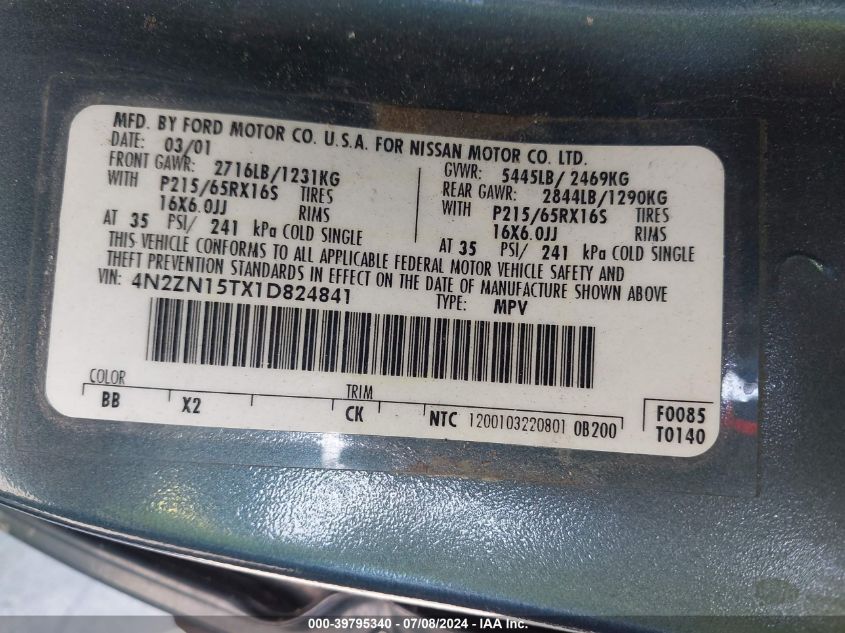 MFD. BY FORD MOTOR CO. U.S.A. FOR NISSAN MOTOR CO. LTD.
DATE: 03/01 GVWR: 5445LB/ 2469KG
FRONT GAWR: 2716LB/1231KG REAR GAWR: 2844LB/1290KG
WITH P215/65RX16S TIRES WITH P215/65RX16S TIRES
16X6.0JJ RIMS 16X6.0JJ RIMS
AT 35 PSI/ 241 kPa COLD SINGLE AT 35 PSI/ 241 kPa COLD SINGLE
THIS VEHICLE CONFORMS TO ALL APPLICABLE FEDERAL MOTOR VEHICLE SAFETY AND
THEFT PREVENTION STANDARDS IN EFFECT ON THE DATE OF MANUFACTURE SHOWN ABOVE
VIN: 4N2ZN15TX1D824841 TYPE: MPV
COLOR TRIM
BB X2 CK NTC 1200103220801 0B200 F0085
T0140
000-39795340 - 07/08/2024 - IAA Inc.